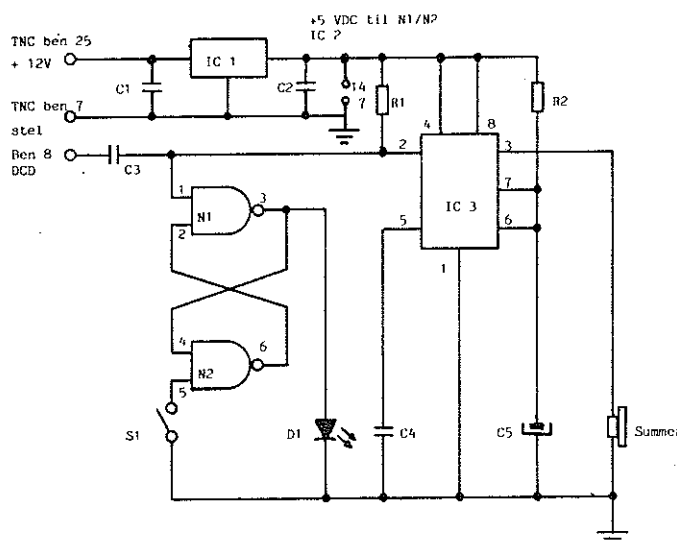 +5 VDC til N1/N2
IC 2
TNC ben 25
+ 12V
IC 1
C1
C2
14
7
R1
R2
TNC ben 7
stel
4
8
Ben 8
DCD
C3
2
3
IC 3
7
5
6
1
1
N1
3
2
4
N2
6
5
S1
D1
C4
C5
Summe